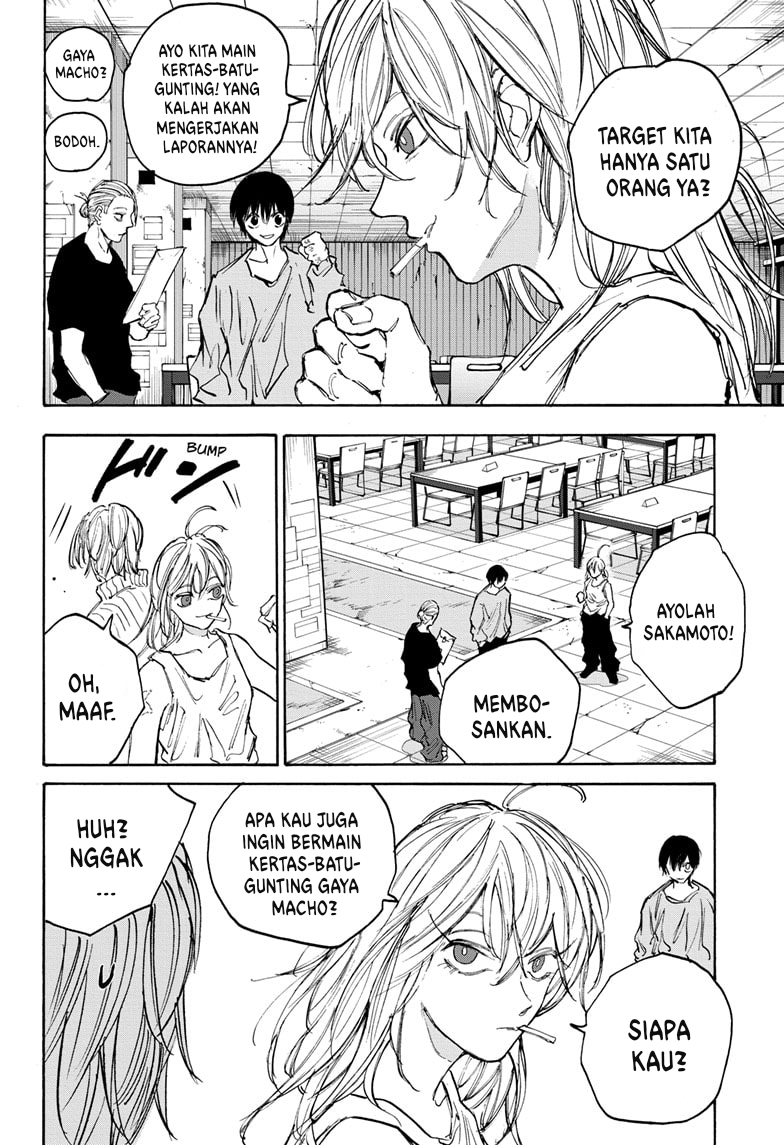 TARGET KITA
HANYA SATU
ORANG YA?
AYO KITA MAIN
KERTAS-BATU-
GUNTING! YANG
KALAH AKAN
MENGERJAKAN
LAPORANNYA!
GAYA
MACHO?
BODOH.
AYOLAH
SAKAMOTO!
MEMBO-
SANKAN.
ドン
BUMP
OH,
MAAF.
SIAPA
KAU?
APA KAU JUGA
INGIN BERMAIN
KERTAS-BATU-
GUNTING GAYA
MACHO?
HUH?
NGGAK
...